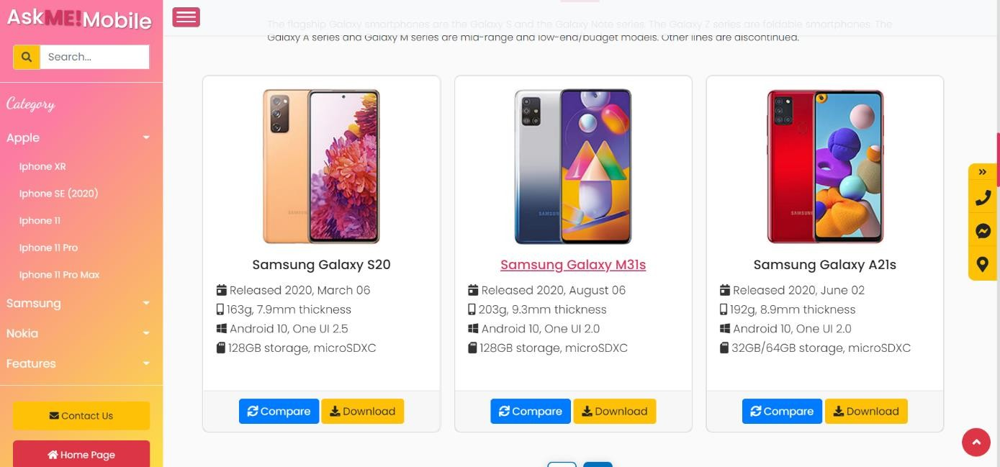 AskME!Mobile
Search...
Category
Apple
Iphone XR
Iphone SE (2020)
Iphone 11
Iphone 11 Pro
Iphone 11 Pro Max
Samsung
Nokia
Features
Contact Us
Home Page
The flagship Galaxy smartphones are the Galaxy S and the Galaxy Note series. The Galaxy Z series are foldable smartphones. The
Galaxy A series and Galaxy M series are mid-range and low-end/budget models. Other lines are discontinued.
SAMSUNG
Samsung Galaxy S20
Released 2020, March 06
163g, 7.9mm thickness
Android 10, One UI 2.5
128GB storage, microSDXC
Compare
Download
SAMSUNG
Samsung Galaxy M31s
Released 2020, August 06
203g, 9.3mm thickness
Android 10, One UI 2.0
128GB storage, microSDXC
Compare
Download
SAMSUNG
Samsung Galaxy A21s
Released 2020, June 02
192g, 8.9mm thickness
Android 10, One UI 2.0
32GB/64GB storage, microSDXC
Compare
Download